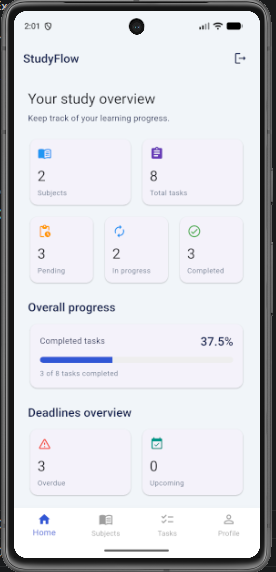 2:01
StudyFlow
Your study overview
Keep track of your learning progress.
2
Subjects
8
Total tasks
3
Pending
2
In progress
3
Completed
Overall progress
Completed tasks 37.5%
3 of 8 tasks completed
Deadlines overview
3
Overdue
0
Upcoming
Home Subjects Tasks Profile